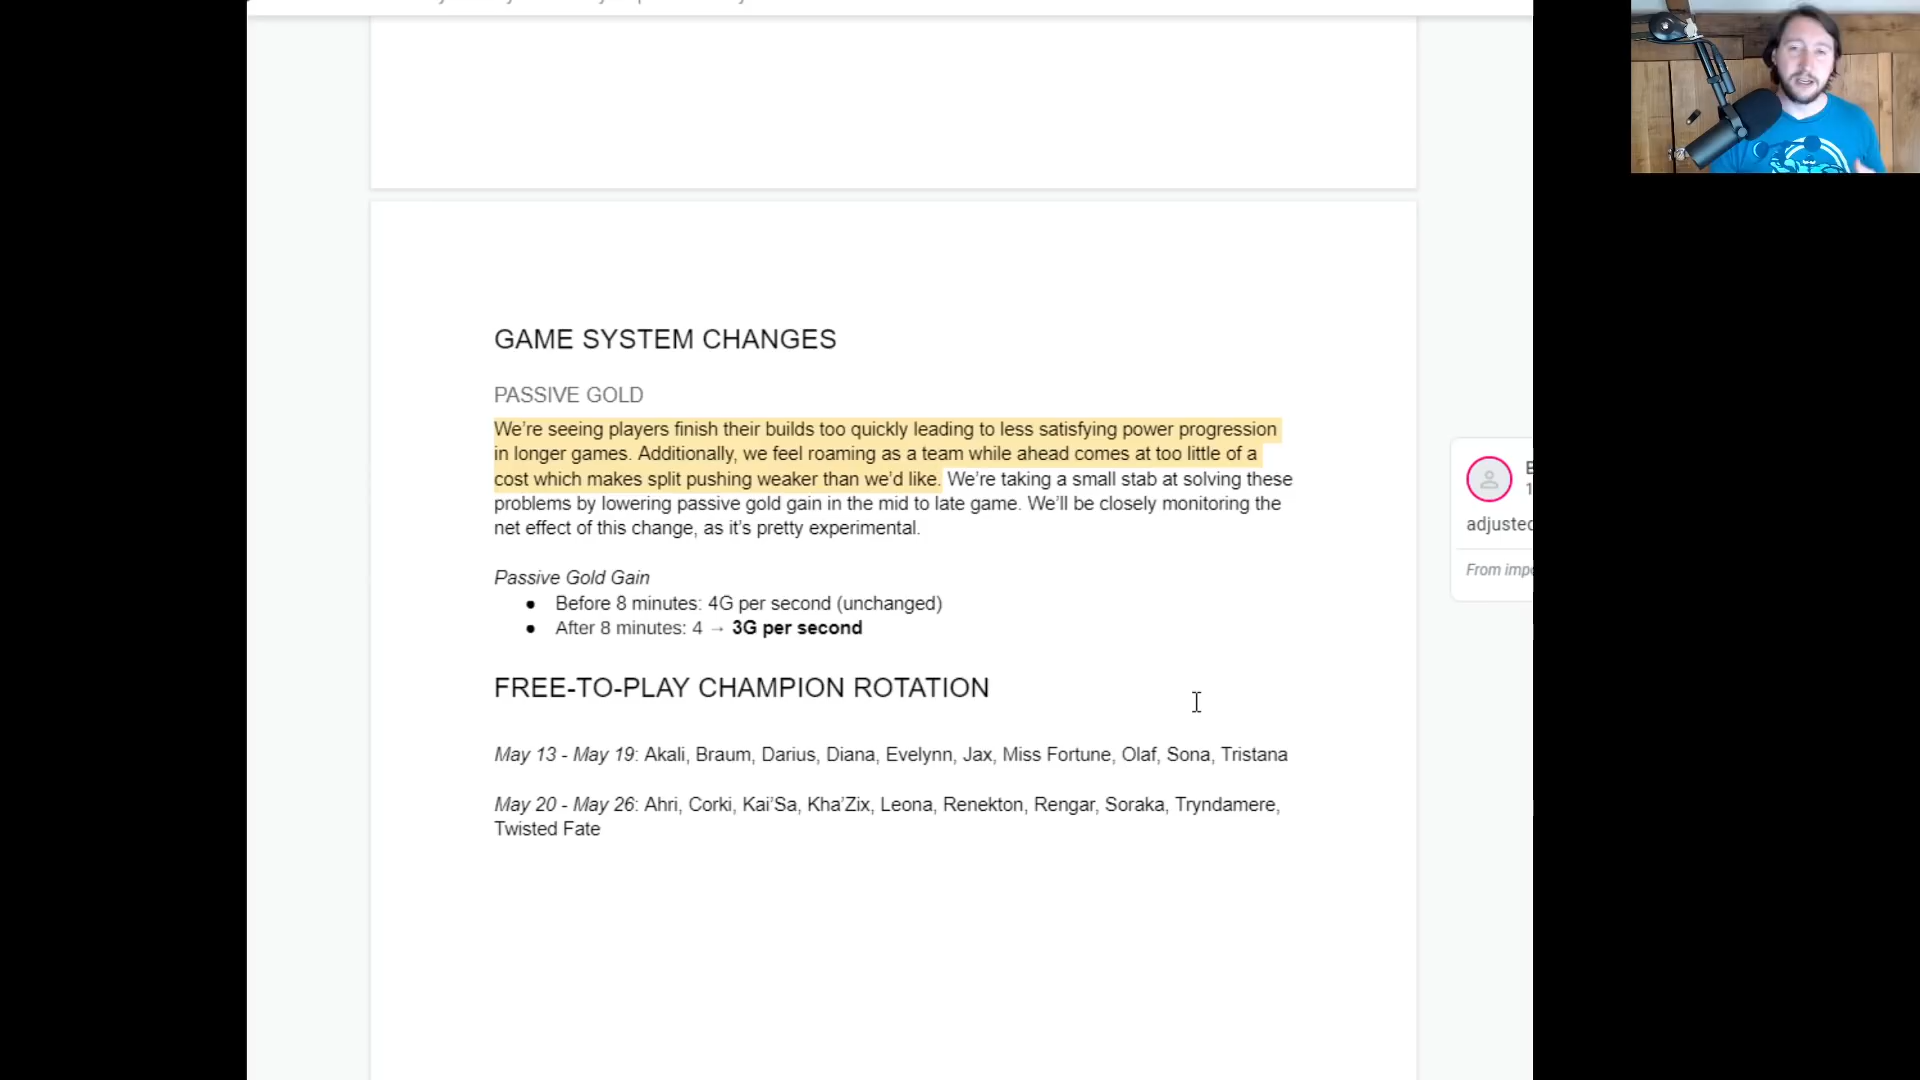 GAME SYSTEM CHANGES
PASSIVE GOLD
We're seeing players finish their builds too quickly leading to less satisfying power progression
in longer games. Additionally, we feel roaming as a team while ahead comes at too little of a
cost which makes split pushing weaker than we'd like. We're taking a small stab at solving these
problems by lowering passive gold gain in the mid to late game. We'll be closely monitoring the
net effect of this change, as it's pretty experimental.
Passive Gold Gain
● Before 8 minutes: 4G per second (unchanged)
● After 8 minutes: 4 → 3G per second
FREE-TO-PLAY CHAMPION ROTATION
May 13 - May 19: Akali, Braum, Darius, Diana, Evelynn, Jax, Miss Fortune, Olaf, Sona, Tristana
May 20 - May 26: Ahri, Corki, Kai'Sa, Kha'Zix, Leona, Renekton, Rengar, Soraka, Tryndamere,
Twisted Fate
adjusted
From impo